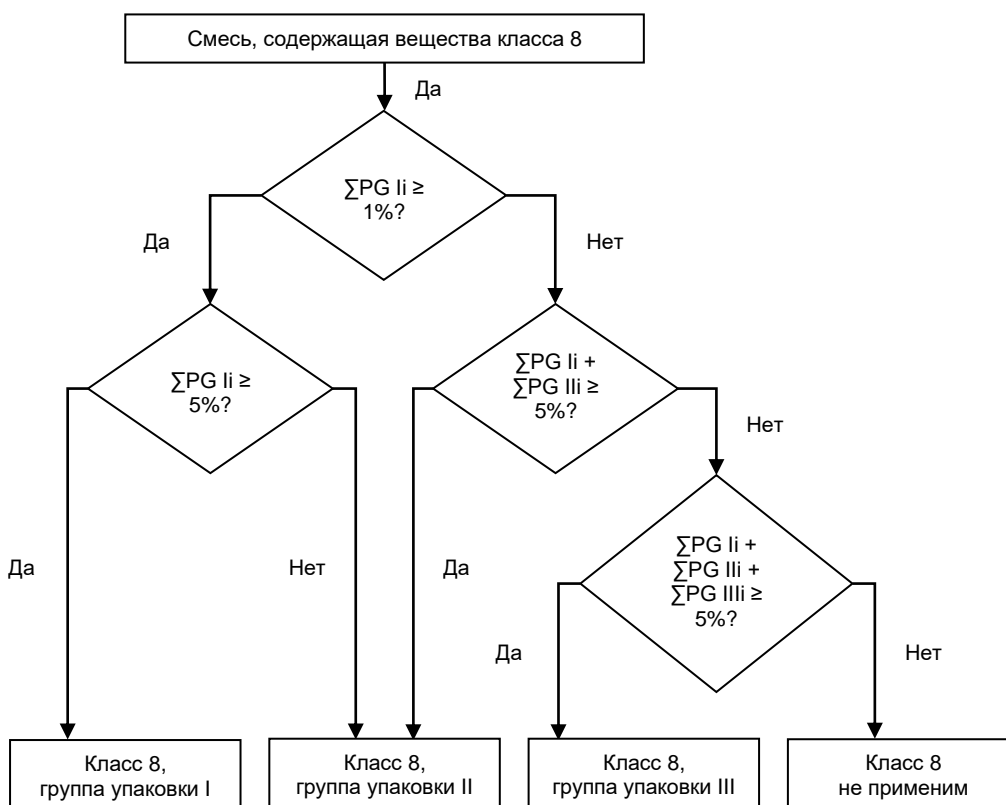 Смесь, содержащая вещества класса 8
Да
∑PG Ii ≥
1%?
Да
Нет
∑PG Ii ≥
5%?
∑PG Ii +
∑PG IIi ≥
5%?
Нет
Да
Нет
Да
∑PG Ii +
∑PG IIi +
∑PG IIIi ≥
5%?
Да
Нет
Класс 8,
группа упаковки I
Класс 8,
группа упаковки II
Класс 8,
группа упаковки III
Класс 8
не применим